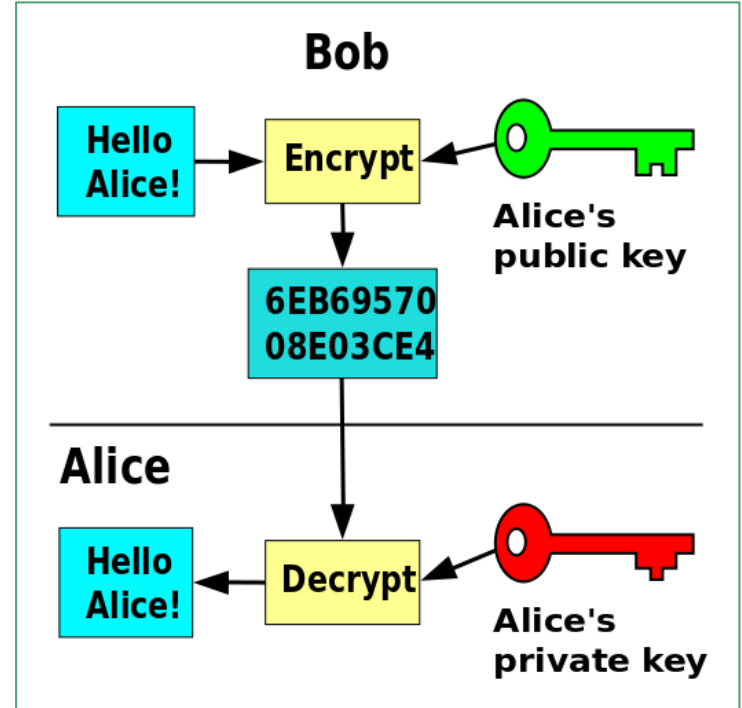 Bob
Hello
Alice!
Encrypt
Alice's
public key
6EB69570
08E03CE4
Alice
Hello
Alice!
Decrypt
Alice's
private key